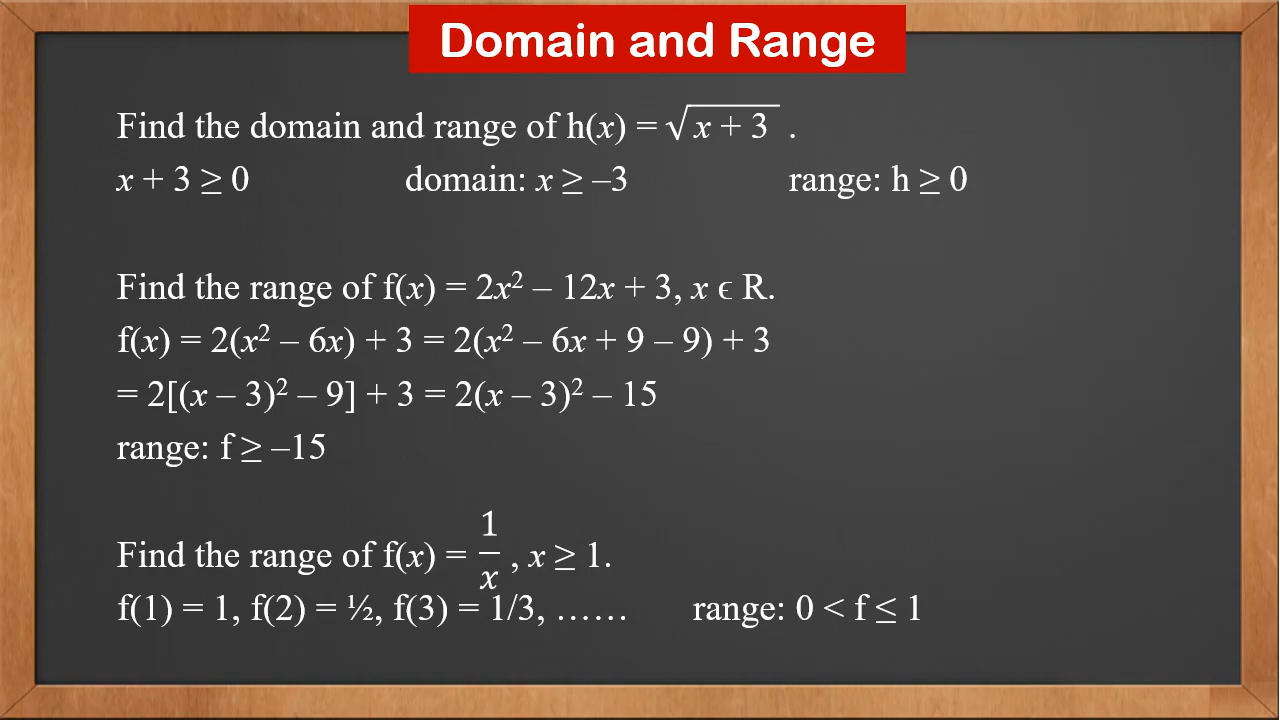 Domain and Range
Find the domain and range of h(x) = √x + 3 .
x + 3 ≥ 0 domain: x ≥ –3 range: h ≥ 0
Find the range of f(x) = 2x² – 12x + 3, x ϵ R.
f(x) = 2(x² – 6x) + 3 = 2(x² – 6x + 9 – 9) + 3
= 2[(x – 3)² – 9] + 3 = 2(x – 3)² – 15
range: f ≥ –15
Find the range of f(x) = 1/x , x ≥ 1.
f(1) = 1, f(2) = ½, f(3) = 1/3, …… range: 0 < f ≤ 1